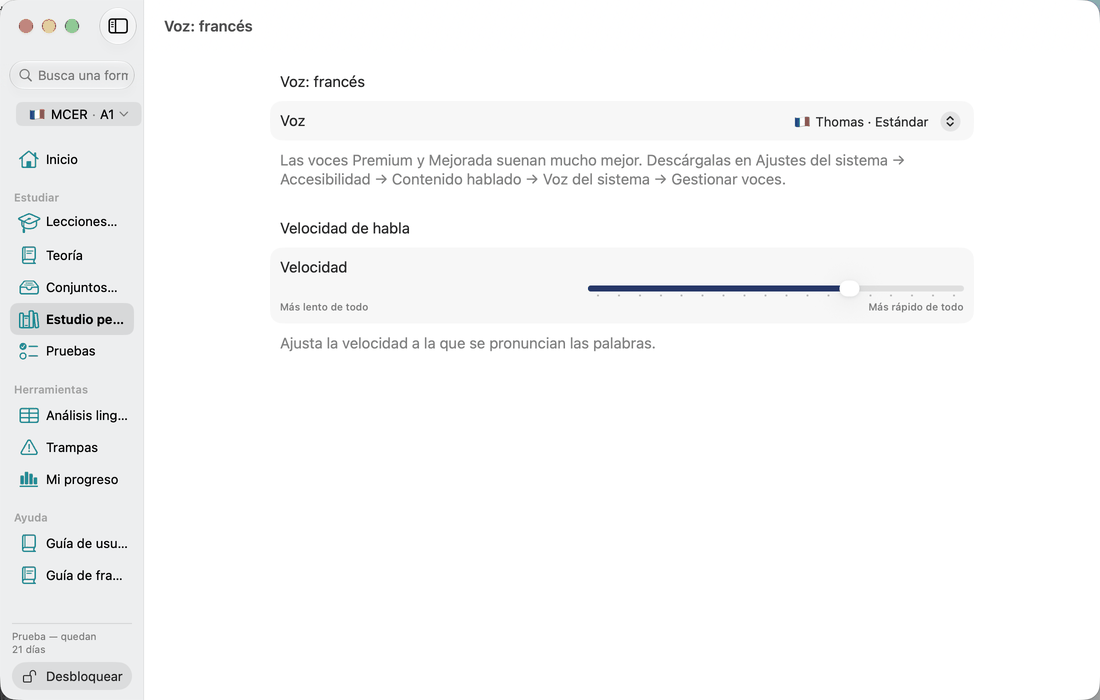 Voz: francés
Busca una form
MCER · A1
Inicio
Estudiar
Lecciones...
Teoría
Conjuntos...
Estudio pe...
Pruebas
Herramientas
Análisis ling...
Trampas
Mi progreso
Ayuda
Guía de usu...
Guía de fra...
Prueba — quedan
21 días
Desbloquear
Voz: francés
Voz
Thomas · Estándar
Las voces Premium y Mejorada suenan mucho mejor. Descárgalas en Ajustes del sistema →
Accesibilidad → Contenido hablado → Voz del sistema → Gestionar voces.
Velocidad de habla
Velocidad
Más lento de todo
Más rápido de todo
Ajusta la velocidad a la que se pronuncian las palabras.